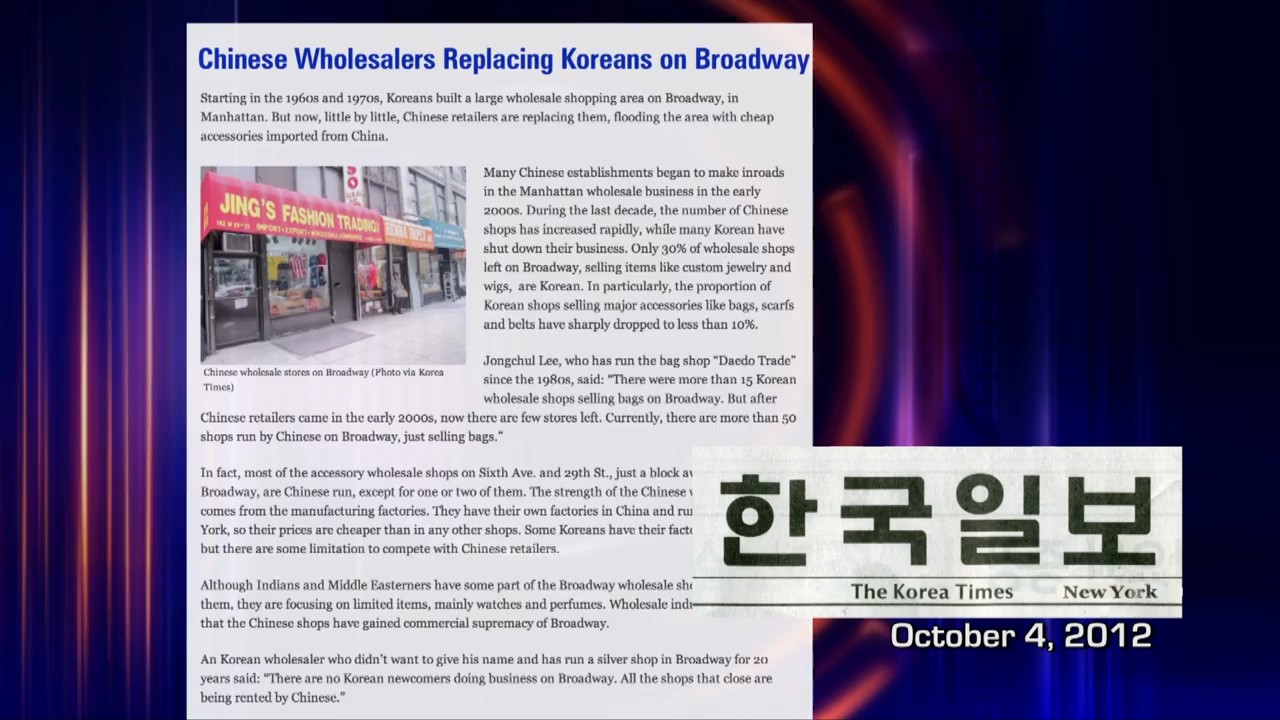 Chinese Wholesalers Replacing Koreans on Broadway
Starting in the 1960s and 1970s, Koreans built a large wholesale shopping area on Broadway, in
Manhattan. But now, little by little, Chinese retailers are replacing them, flooding the area with cheap
accessories imported from China.
JING'S FASHION TRADING
IMPORT • EXPORT • WHOLESALE
Chinese wholesale stores on Broadway (Photo via Korea
Times)
Many Chinese establishments began to make inroads
in the Manhattan wholesale business in the early
2000s. During the last decade, the number of Chinese
shops has increased rapidly, while many Korean have
shut down their business. Only 30% of wholesale shops
left on Broadway, selling items like custom jewelry and
wigs, are Korean. In particularly, the proportion of
Korean shops selling major accessories like bags, scarfs
and belts have sharply dropped to less than 10%.
Jongchul Lee, who has run the bag shop “Daedo Trade”
since the 1980s, said: “There were more than 15 Korean
wholesale shops selling bags on Broadway. But after
Chinese retailers came in the early 2000s, now there are few stores left. Currently, there are more than 50
shops run by Chinese on Broadway, just selling bags.”
In fact, most of the accessory wholesale shops on Sixth Ave. and 29th St., just a block
Broadway, are Chinese run, except for one or two of them. The strength of the Chinese
comes from the manufacturing factories. They have their own factories in China and
York, so their prices are cheaper than in any other shops. Some Koreans have their
but there are some limitation to compete with Chinese retailers.
Although Indians and Middle Easterners have some part of the Broadway wholesale
them, they are focusing on limited items, mainly watches and perfumes. Wholesale
that the Chinese shops have gained commercial supremacy of Broadway.
An Korean wholesaler who didn’t want to give his name and has run a silver shop in Broadway for 20
years said: “There are no Korean newcomers doing business on Broadway. All the shops that close are
being rented by Chinese.”
한국일보
The Korea Times New York
October 4, 2012